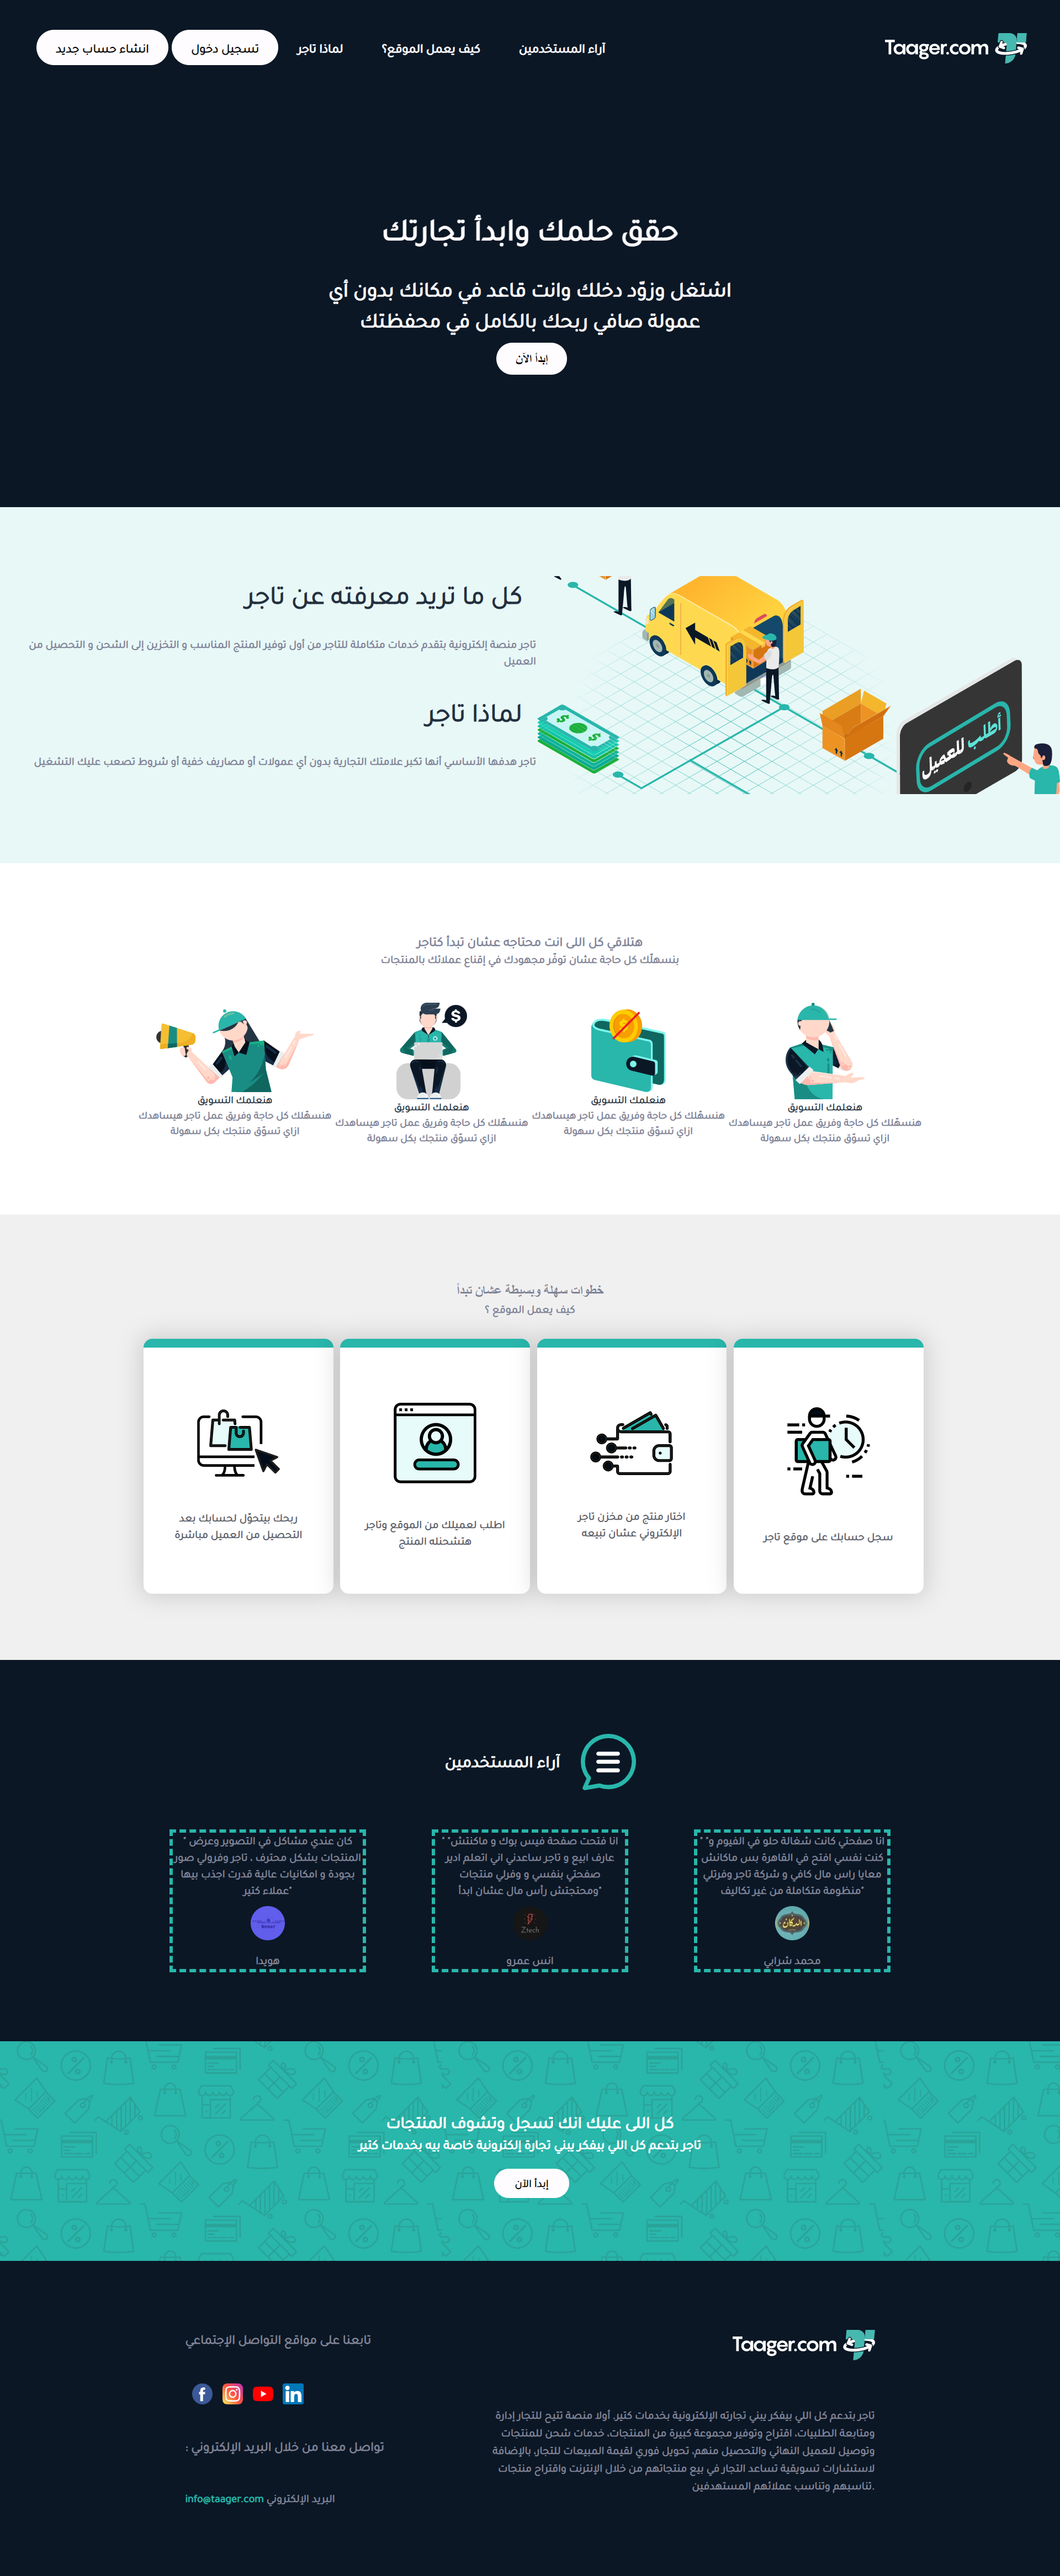 Taager.com
آراء المستخدمين
كيف يعمل الموقع؟
لماذا تاجر
تسجيل دخول
انشاء حساب جديد
حقق حلمك وابدأ تجارتك
اشتغل وزوّد دخلك وانت قاعد في مكانك بدون أي
عمولة صافي ربحك بالكامل في محفظتك
إبدأ الآن
كل ما تريد معرفته عن تاجر
تاجر منصة إلكترونية بتقدم خدمات متكاملة للتاجر من أول توفير المنتج المناسب و التخزين إلى الشحن و التحصيل من
العميل
لماذا تاجر
تاجر هدفها الأساسي أنها تكبر علامتك التجارية بدون أي عمولات أو مصاريف خفية أو شروط تصعب عليك التشغيل
أطلب للعميل
هتلاقي كل اللى انت محتاجه عشان تبدأ كتاجر
بنسهلّك كل حاجة عشان توفّر مجهودك في إقناع عملائك بالمنتجات
هنعلمك التسويق
هنسهّلك كل حاجة وفريق عمل تاجر هيساهدك
ازاي تسوّق منتجك بكل سهولة
هنعلمك التسويق
هنسهّلك كل حاجة وفريق عمل تاجر هيساهدك
ازاي تسوّق منتجك بكل سهولة
هنعلمك التسويق
هنسهّلك كل حاجة وفريق عمل تاجر هيساهدك
ازاي تسوّق منتجك بكل سهولة
هنعلمك التسويق
هنسهّلك كل حاجة وفريق عمل تاجر هيساهدك
ازاي تسوّق منتجك بكل سهولة
خطوات سهلة وبسيطة عشان تبدأ
كيف يعمل الموقع ؟
سجل حسابك على موقع تاجر
اختار منتج من مخزن تاجر
الإلكتروني عشان تبيعه
اطلب لعميلك من الموقع وتاجر
هتشحنله المنتج
ربحك بيتحوّل لحسابك بعد
التحصيل من العميل مباشرة
آراء المستخدمين
انا صفحتي كانت شغالة حلو في الفيوم و" "
كنت نفسي افتح في القاهرة بس ماكانش
معايا راس مال كافي و شركة تاجر وفرتلي
"منظومة متكاملة من غير تكاليف
الدكان
محمد شرابي
انا فتحت صفحة فيس بوك و ماكنتش" "
عارف ابيع و تاجر ساعدني اني اتعلم ادير
صفحتي بنفسي و وفرلي منتجات
"ومحتجتش رأس مال عشان ابدأ
Ztech
انس عمرو
كان عندي مشاكل في التصوير وعرض "
المنتجات بشكل محترف ، تاجر وفرولي صور
بجودة و امكانيات عالية قدرت اجذب بيها
"عملاء كتير
هويدا
كل اللى عليك انك تسجل وتشوف المنتجات
تاجر بتدعم كل اللي بيفكر يبني تجارة إلكترونية خاصة بيه بخدمات كتير
إبدأ الآن
Taager.com
تاجر بتدعم كل اللي بيفكر يبني تجارته الإلكترونية بخدمات كتير. أولا منصة تتيح للتجار إدارة
ومتابعة الطلبيات، اقتراح وتوفير مجموعة كبيرة من المنتجات، خدمات شحن للمنتجات
وتوصيل للعميل النهائي والتحصيل منهم، تحويل فوري لقيمة المبيعات للتجار, بالإضافة
لاستشارات تسويقية تساعد التجار في بيع منتجاتهم من خلال الإنترنت واقتراح منتجات
.تناسبهم وتناسب عملائهم المستهدفين
تابعنا على مواقع التواصل الإجتماعي
تواصل معنا من خلال البريد الإلكتروني :
البريد الإلكتروني info@taager.com